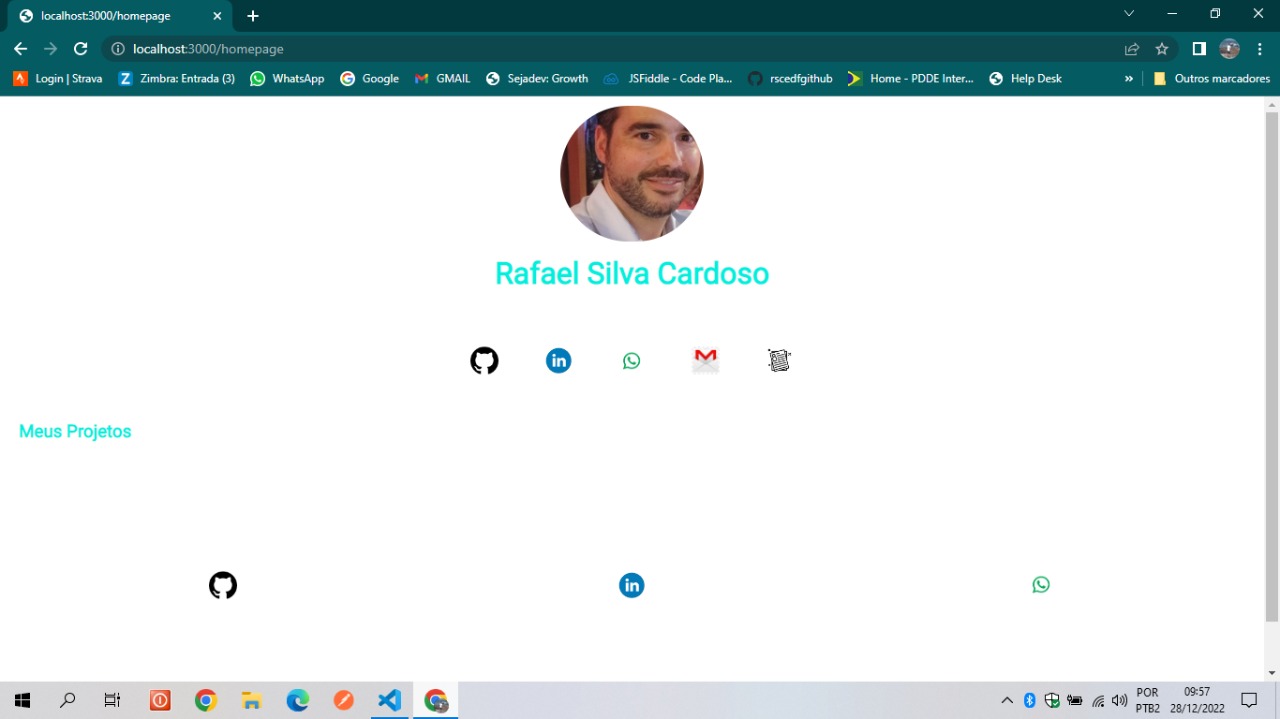 localhost:3000/homepage
localhost:3000/homepage
Login | Strava
Zimbra: Entrada (3)
WhatsApp
Google
GMAIL
Sejadev: Growth
JSFiddle - Code Pla...
rscedfgithub
Home - PDDE Inter...
Help Desk
»
Outros marcadores
Rafael Silva Cardoso
in
Meus Projetos
in
POR
PTB2
09:57
28/12/2022